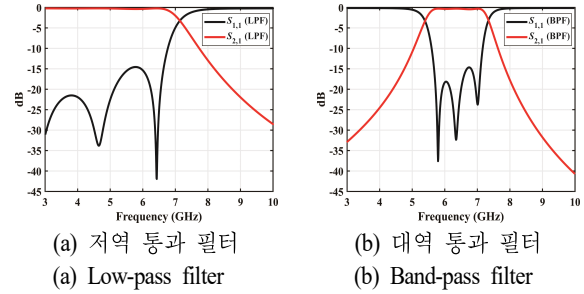 S1,1 (LPF)
S2,1 (LPF)
0
-5
-10
-15
-20
-25
-30
-35
-40
-45
dB
3 4 5 6 7 8 9 10
Frequency (GHz)
(a) 저역 통과 필터
(a) Low-pass filter
S1,1 (BPF)
S2,1 (BPF)
0
-5
-10
-15
-20
-25
-30
-35
-40
-45
dB
3 4 5 6 7 8 9 10
Frequency (GHz)
(b) 대역 통과 필터
(b) Band-pass filter